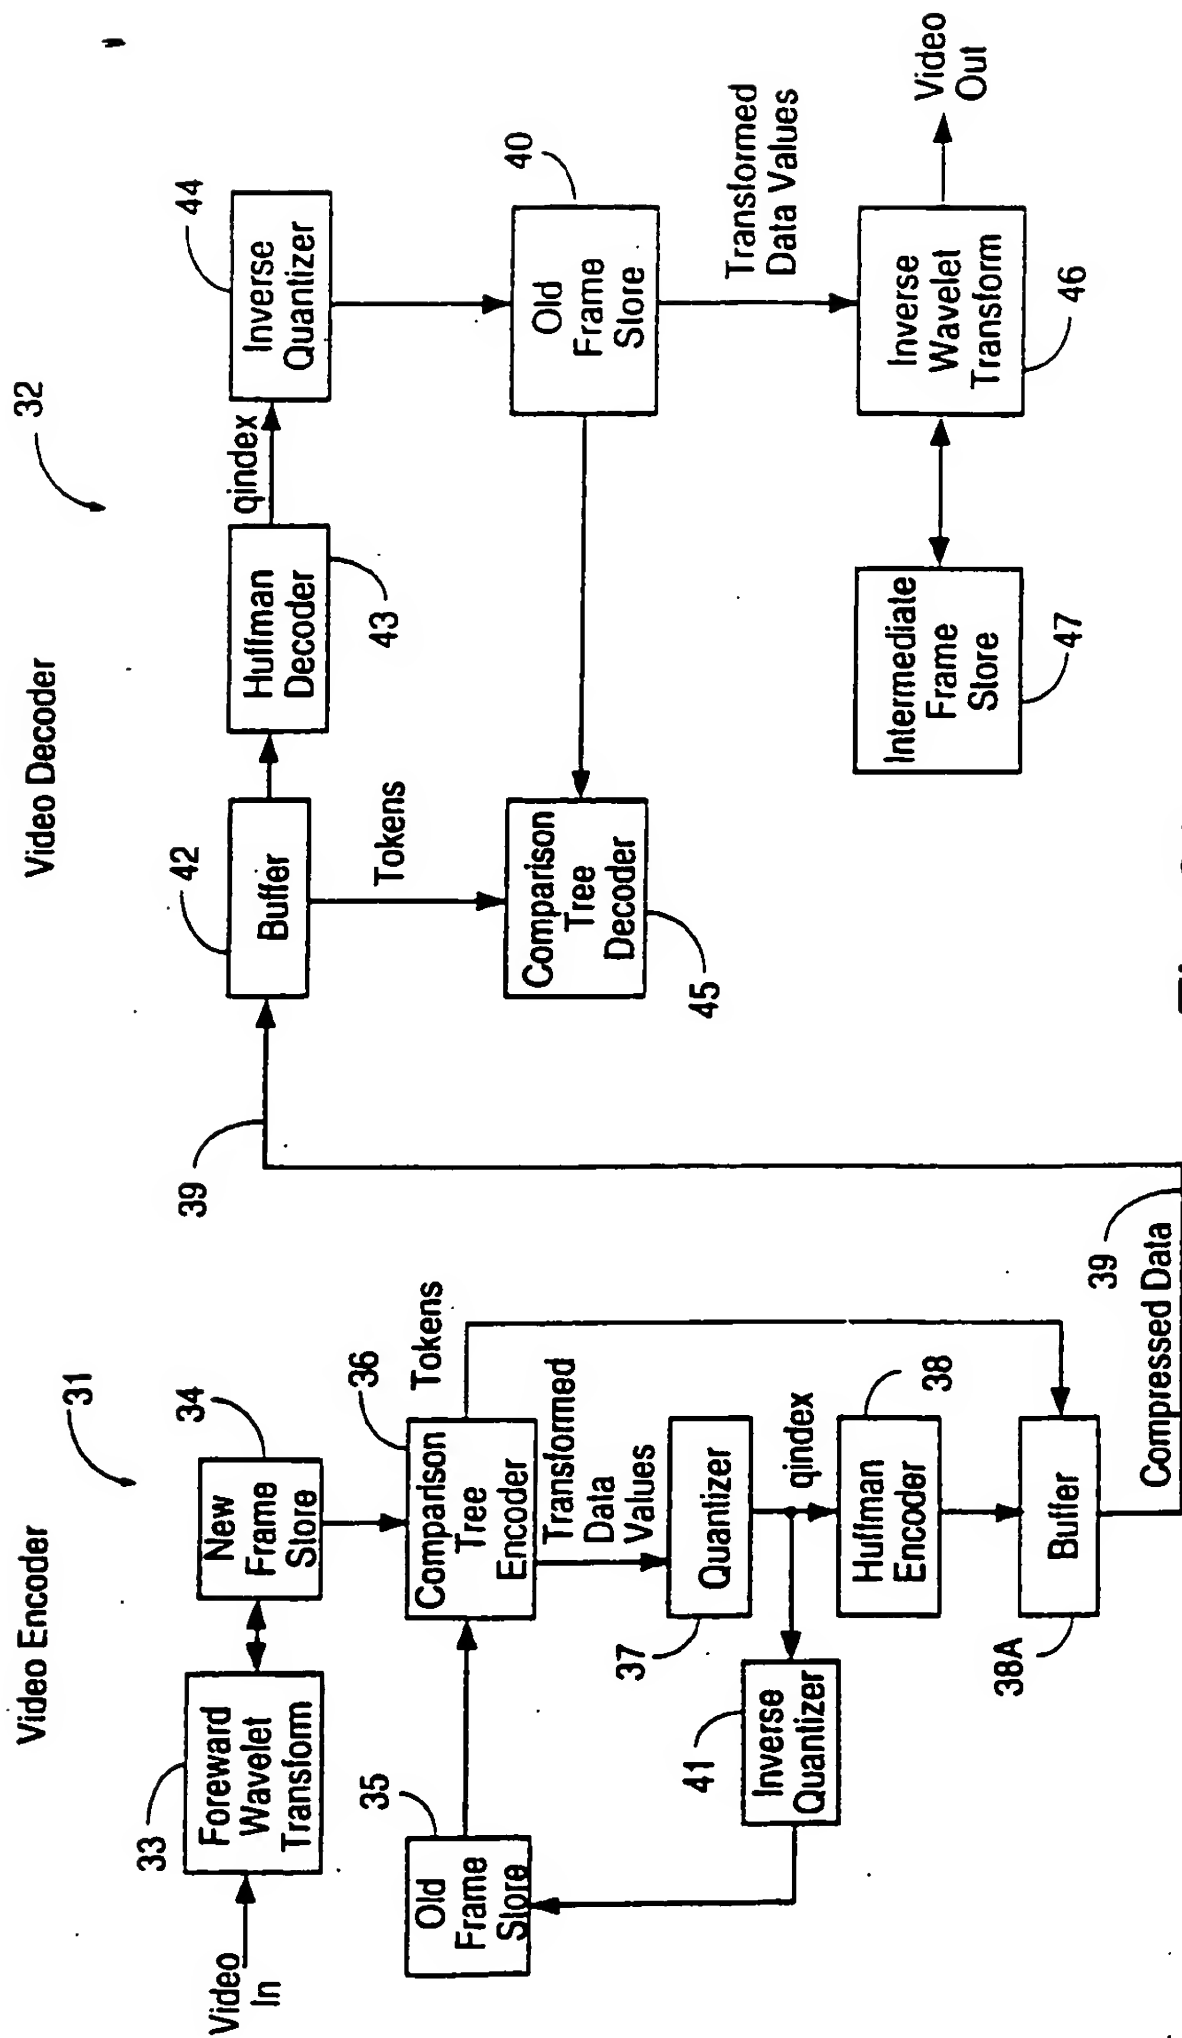 Video Encoder
31
Video
In
33
Foreward
Wavelet
Transform
34
New
Frame
Store
35
Old
Frame
Store
36
Comparison
Tree
Encoder
Tokens
Transformed
Data
Values
37
Quantizer
qindex
41
Inverse
Quantizer
38
Huffman
Encoder
38A
Buffer
39
Compressed Data
Video Decoder
32
39
42
Buffer
Tokens
Huffman
Decoder
43
qindex
44
Inverse
Quantizer
Comparison
Tree
Decoder
45
40
Old
Frame
Store
Transformed
Data Values
Intermediate
Frame
Store
47
Inverse
Wavelet
Transform
46
Video
Out